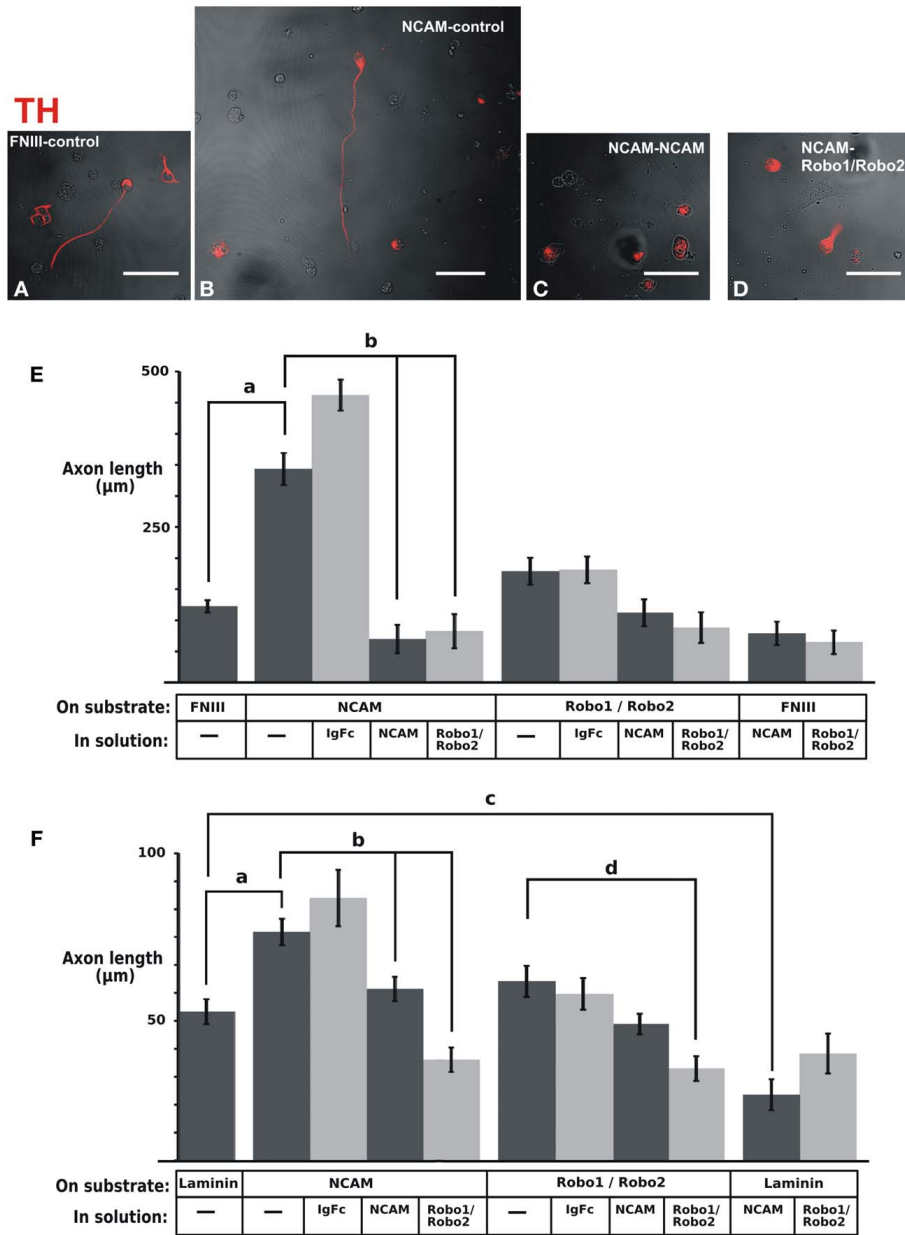 TH
FNIII-control
A
NCAM-control
B
NCAM-NCAM
C
NCAM-
Robo1/Robo2
D
E
500
250
Axon length
(µm)
a
b
On substrate: FNIII NCAM Robo1 / Robo2 FNIII
In solution: — — IgFc NCAM Robo1/ Robo2 — IgFc NCAM Robo1/ Robo2 NCAM Robo1/ Robo2
F
100
50
Axon length
(µm)
a
b
c
d
On substrate: Laminin NCAM Robo1 / Robo2 Laminin
In solution: — — IgFc NCAM Robo1/ Robo2 — IgFc NCAM Robo1/ Robo2 NCAM Robo1/ Robo2